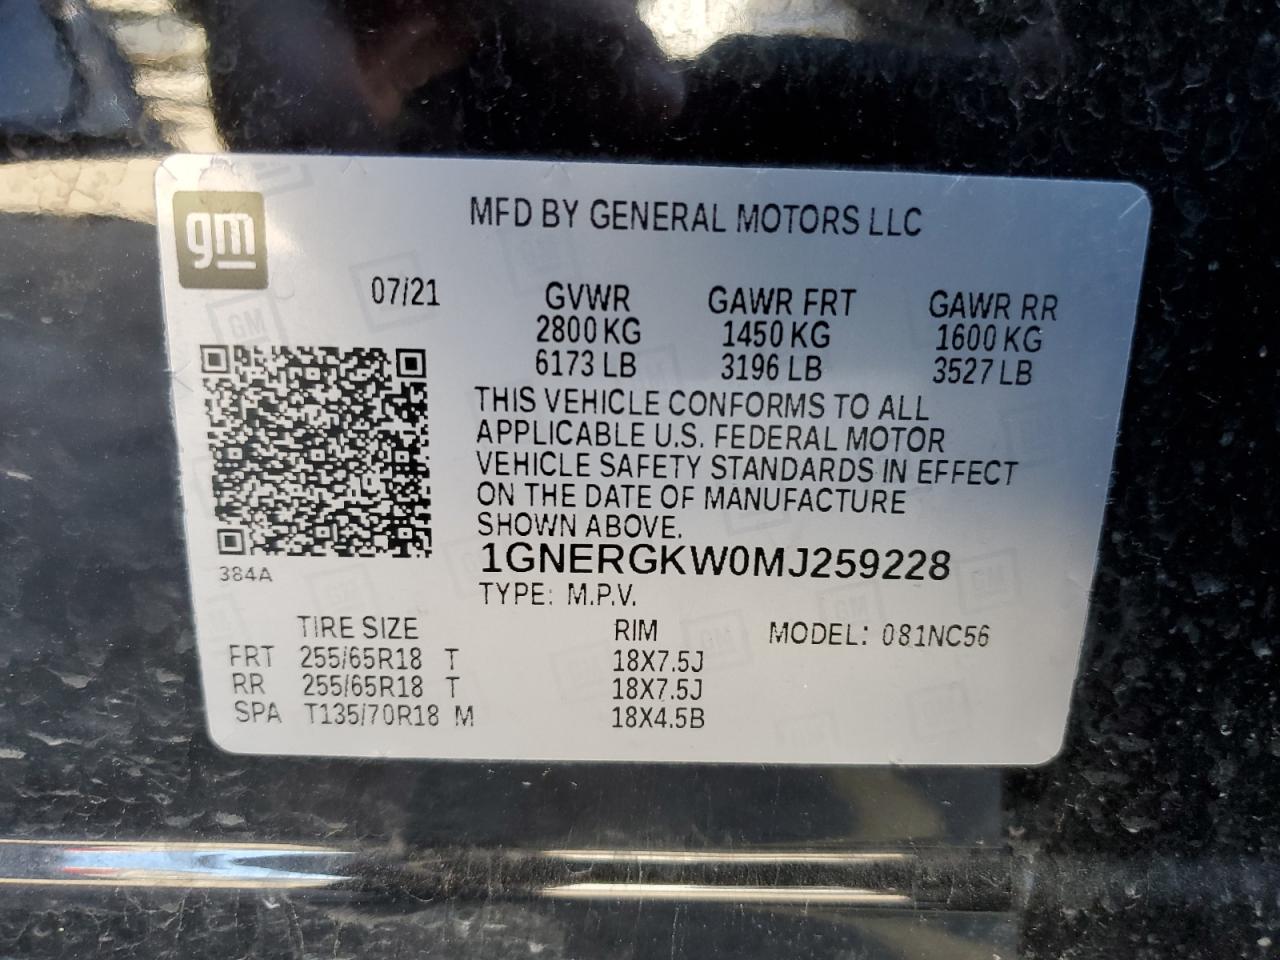 gm
MFD BY GENERAL MOTORS LLC
07/21 GVWR GAWR FRT GAWR RR
2800 KG 1450 KG 1600 KG
6173 LB 3196 LB 3527 LB
THIS VEHICLE CONFORMS TO ALL
APPLICABLE U.S. FEDERAL MOTOR
VEHICLE SAFETY STANDARDS IN EFFECT
ON THE DATE OF MANUFACTURE
SHOWN ABOVE.
1GNERGKW0MJ259228
384A
TYPE: M.P.V.
TIRE SIZE RIM MODEL: 081NC56
FRT 255/65R18 T 18X7.5J
RR 255/65R18 T 18X7.5J
SPA T135/70R18 M 18X4.5B